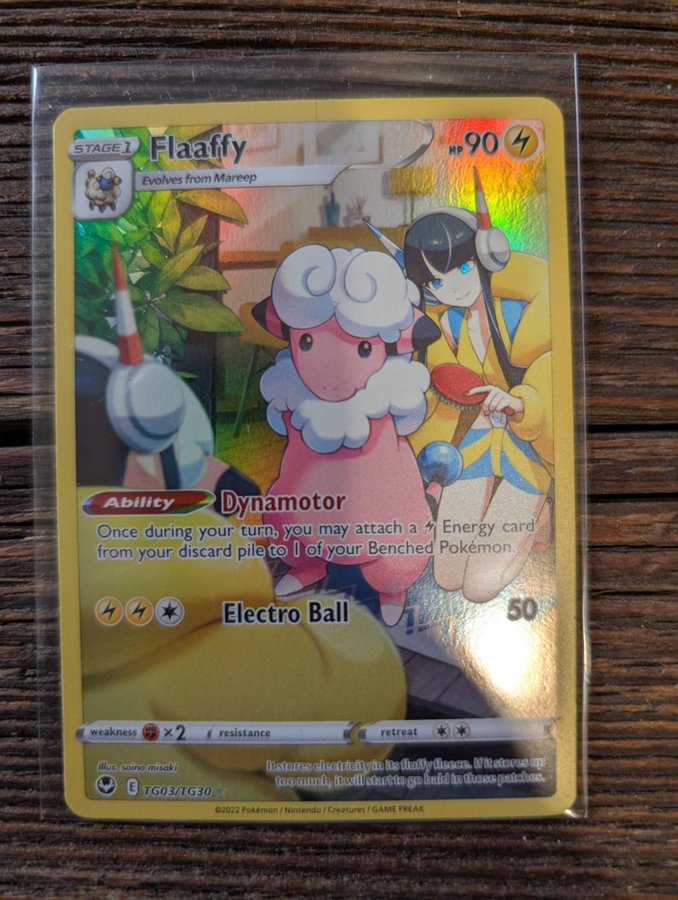 STAGE 1 Flaaffy HP 90
Evolves from Mareep
Ability Dynamotor
Once during your turn, you may attach a Energy card
from your discard pile to 1 of your Benched Pokémon.
Electro Ball 50
weakness ×2 resistance retreat
Illus. saino misaki
It stores electricity in its fluffy fleece. If it stores up
too much, it will start to go bald in those patches.
E TG03/TG30
©2022 Pokémon / Nintendo / Creatures / GAME FREAK